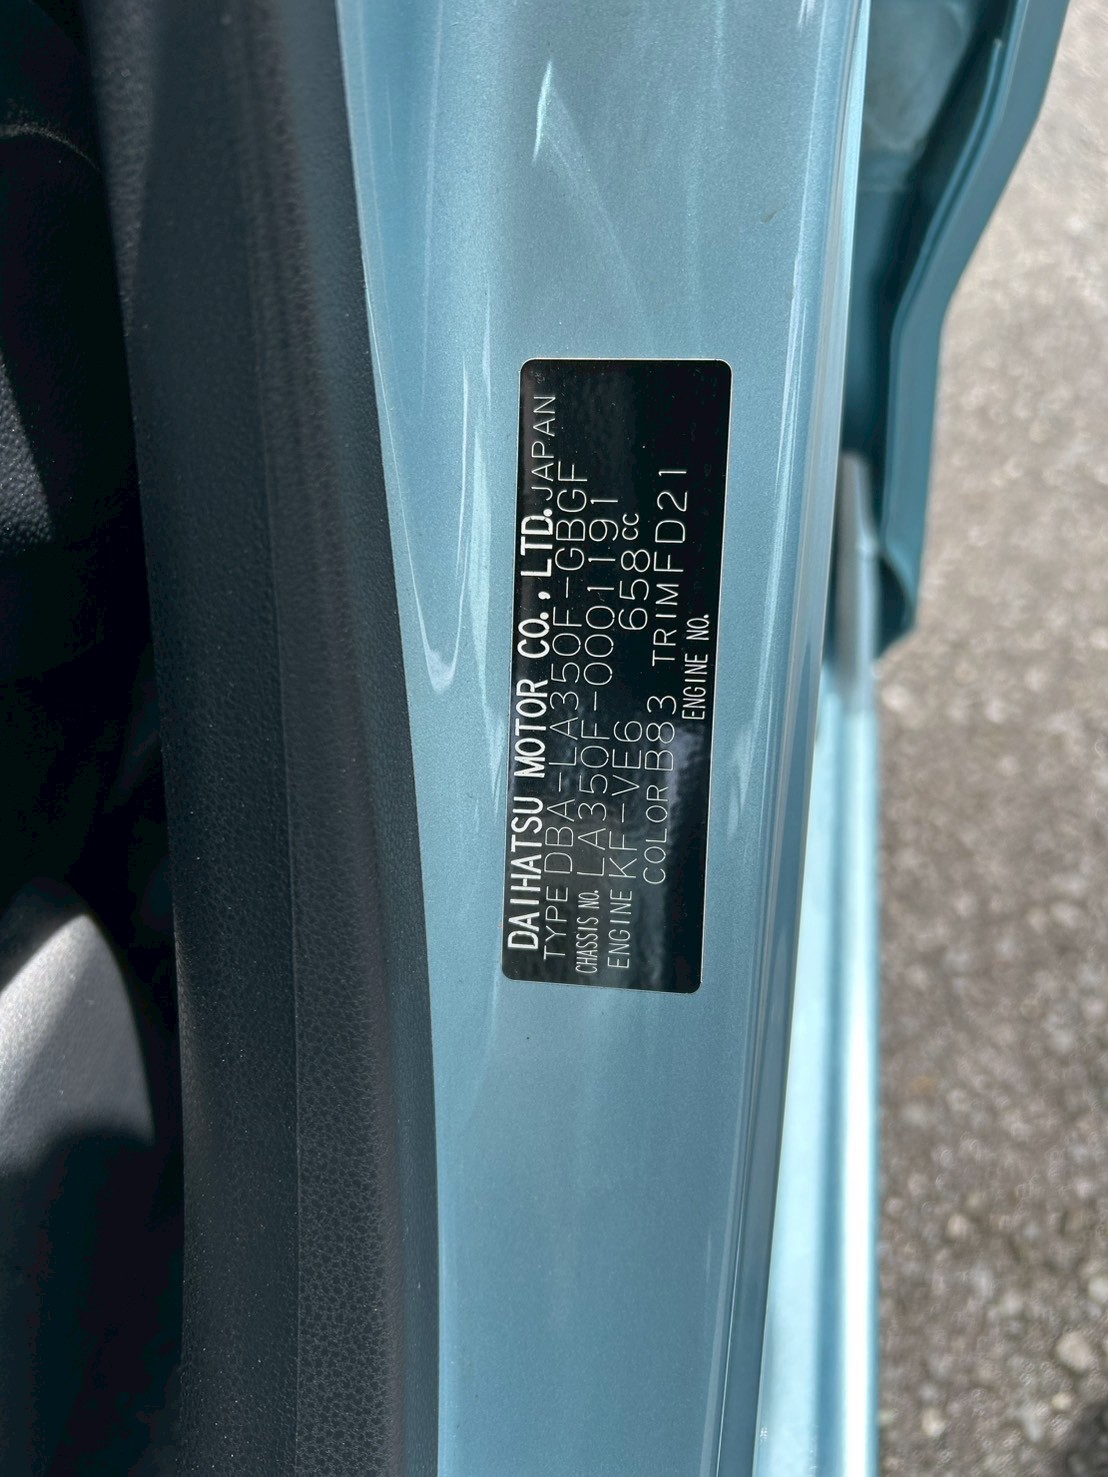 DAIHATSU MOTOR CO., LTD. JAPAN
TYPE DBA-LA350F-GBGF
CHASSIS NO. LA350F-0001191
ENGINE KF-VE6 658CC
COLOR B83 TRIM FD21
ENGINE NO.